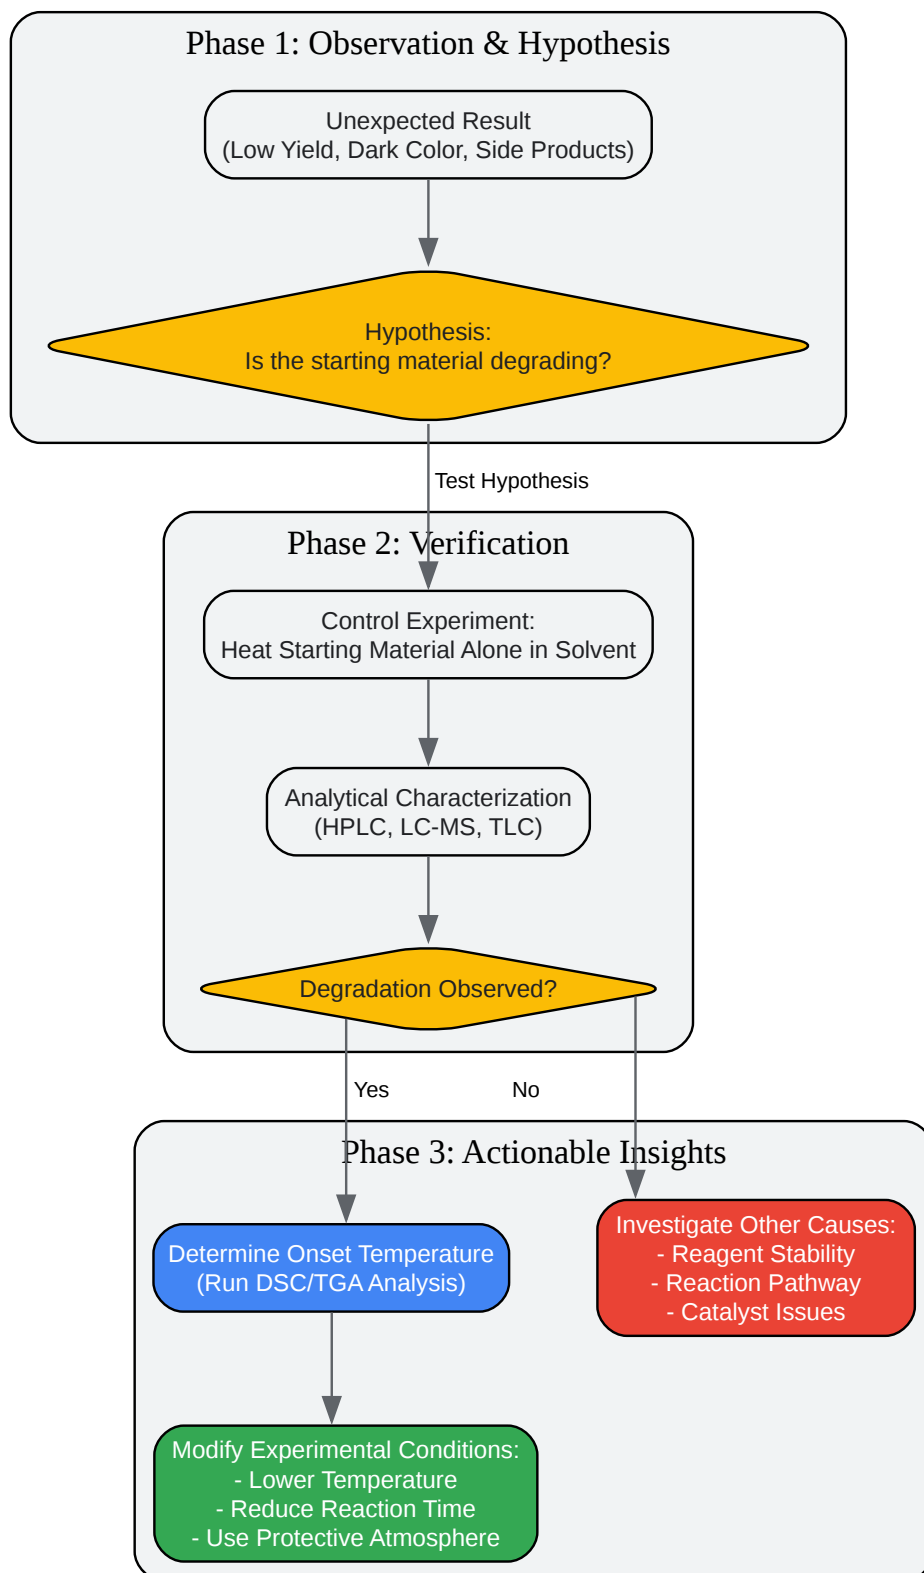 Phase 1: Observation & Hypothesis
Unexpected Result
(Low Yield, Dark Color, Side Products)
Hypothesis:
Is the starting material degrading?
Test Hypothesis
Phase 2: Verification
Control Experiment:
Heat Starting Material Alone in Solvent
Analytical Characterization
(HPLC, LC-MS, TLC)
Degradation Observed?
Yes
No
Phase 3: Actionable Insights
Determine Onset Temperature
(Run DSC/TGA Analysis)
Investigate Other Causes:
- Reagent Stability
- Reaction Pathway
- Catalyst Issues
Modify Experimental Conditions:
- Lower Temperature
- Reduce Reaction Time
- Use Protective Atmosphere